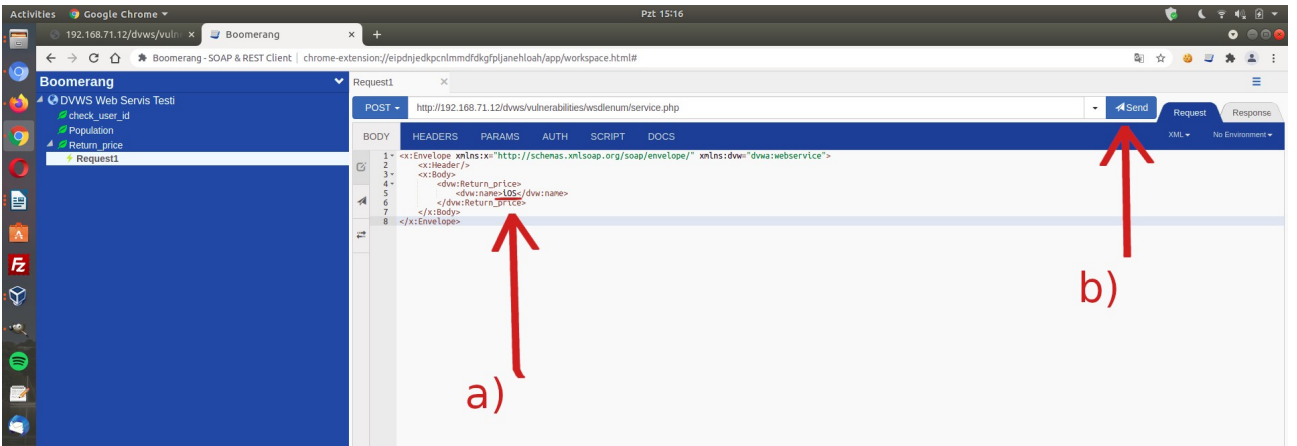 Activities Google Chrome Pzt 15:16
192.168.71.12/dvws/vuln × Boomerang × +
Boomerang - SOAP & REST Client | chrome-extension://eipdnjedkpcnlmmdfdkgfpljanehloah/app/workspace.html#
Boomerang
Request1 ×
DVWS Web Servis Testi
check_user_id
Population
Return_price
Request1
POST http://192.168.71.12/dvws/vulnerabilities/wsdlenum/service.php Send Request Response
BODY HEADERS PARAMS AUTH SCRIPT DOCS XML No Environment
1 <x:Envelope xmlns:x="http://schemas.xmlsoap.org/soap/envelope/" xmlns:dvw="dvwa:webservice">
2 <x:Header/>
3 <x:Body>
4 <dvw:Return_price>
5 <dvw:name>iOS</dvw:name>
6 </dvw:Return_price>
7 </x:Body>
8 </x:Envelope>
b)
a)